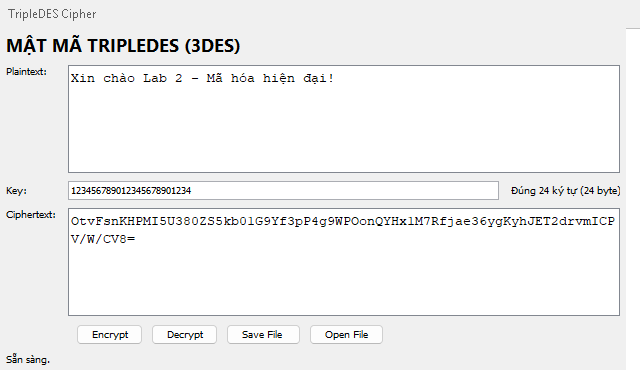 TripleDES Cipher
MẬT MÃ TRIPLEDES (3DES)
Plaintext:
Xin chào Lab 2 – Mã hóa hiện đại!
Key:
123456789012345678901234
Đúng 24 ký tự (24 byte)
Ciphertext:
OtvFsnKHPMI5U380ZS5kb01G9Yf3pP4g9WPOonQYHx1M7Rfjae36ygKyhJET2drvmICP
V/W/CV8=
Encrypt
Decrypt
Save File
Open File
Sẵn sàng.